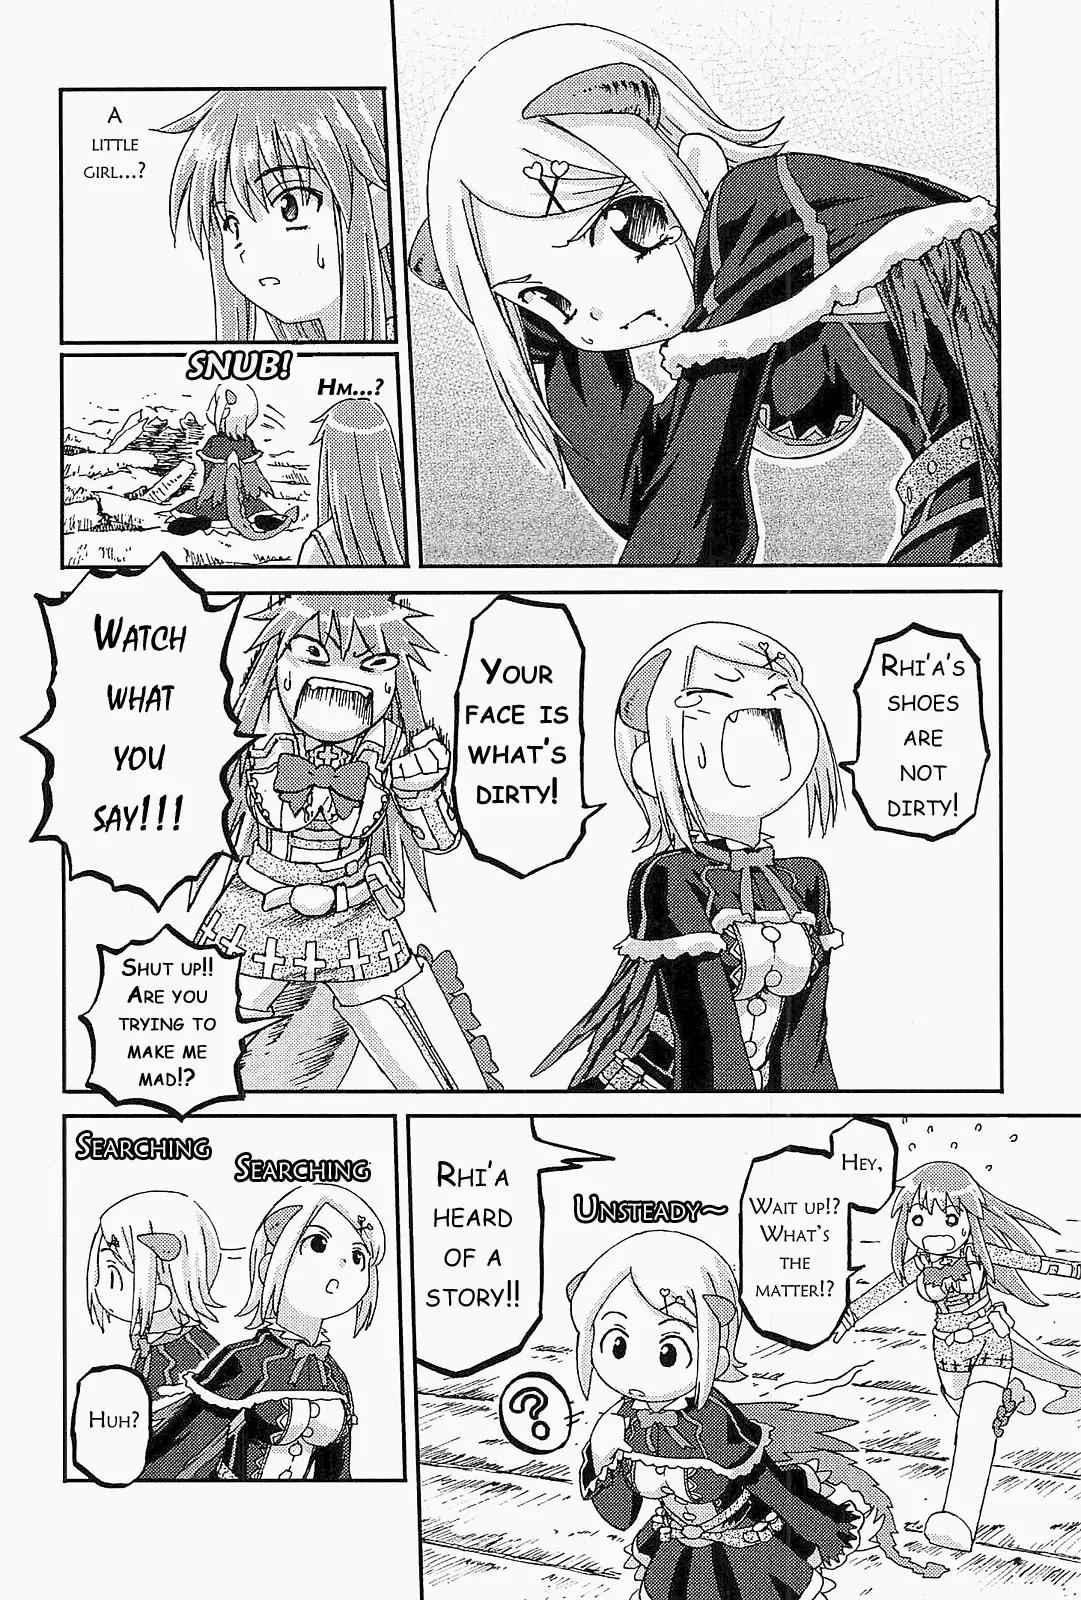 A
little
girl...?
Hm...?
SNUB!
Rhi'a's
shoes
are
not
dirty!
Your
face is
what's
dirty!
Watch
what
you
say!!!
Shut up!!
Are you
trying to
make me
mad!?
Hey,
Wait up!?
What's
the
matter!?
Unsteady~
?
Rhi'a
heard
of a
story!!
Searching
Searching
Huh?